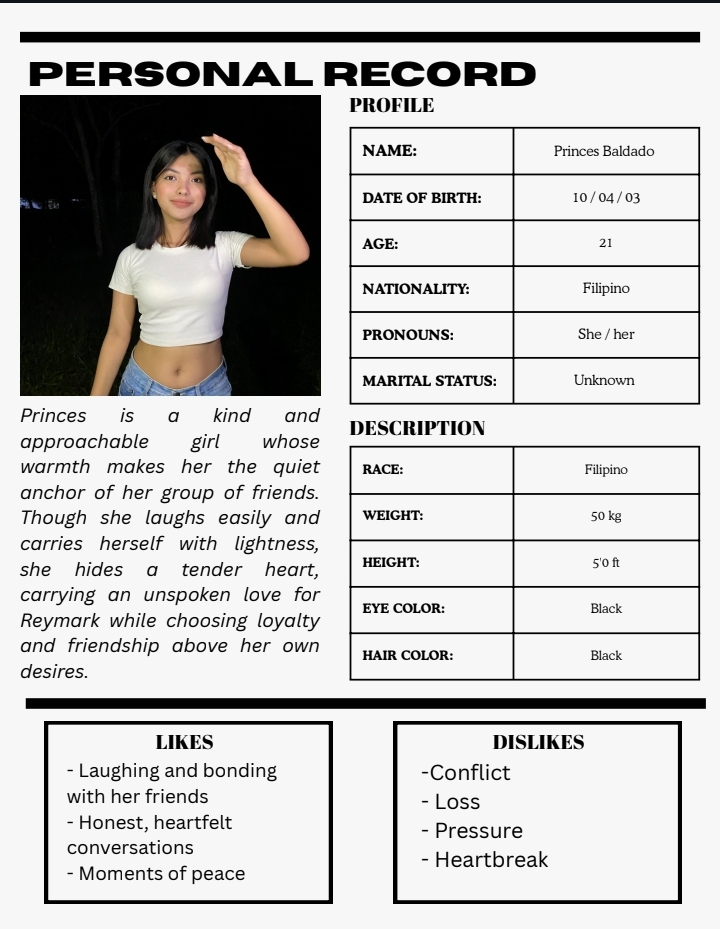 PERSONAL RECORD
PROFILE
NAME: Princes Baldado
DATE OF BIRTH: 10 / 04 / 03
AGE: 21
NATIONALITY: Filipino
PRONOUNS: She / her
MARITAL STATUS: Unknown
Princes is a kind and
approachable girl whose
warmth makes her the quiet
anchor of her group of friends.
Though she laughs easily and
carries herself with lightness,
she hides a tender heart,
carrying an unspoken love for
Reymark while choosing loyalty
and friendship above her own
desires.
DESCRIPTION
RACE: Filipino
WEIGHT: 50 kg
HEIGHT: 5'0 ft
EYE COLOR: Black
HAIR COLOR: Black
LIKES
- Laughing and bonding
with her friends
- Honest, heartfelt
conversations
- Moments of peace
DISLIKES
-Conflict
- Loss
- Pressure
- Heartbreak